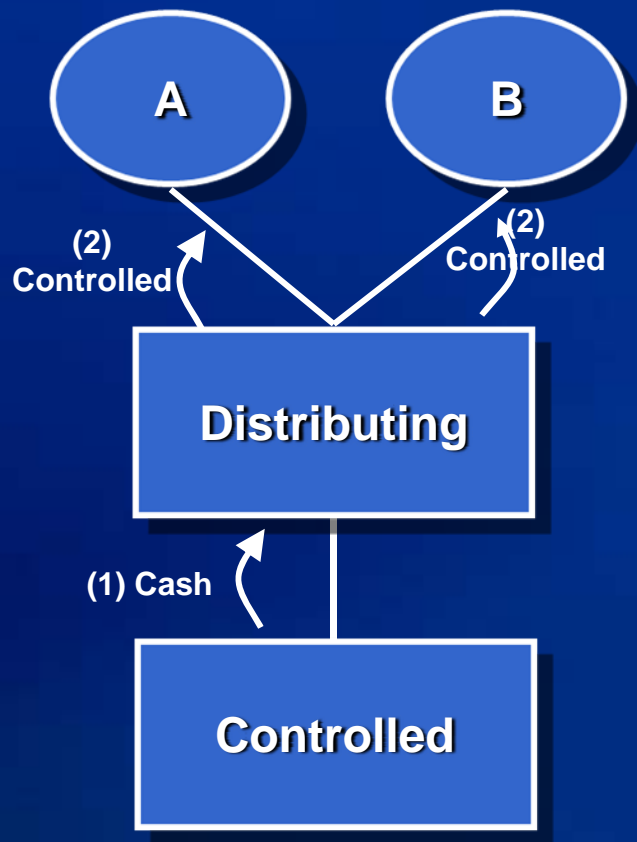 A
B
(2)
Controlled
(2)
Controlled
Distributing
(1) Cash
Controlled